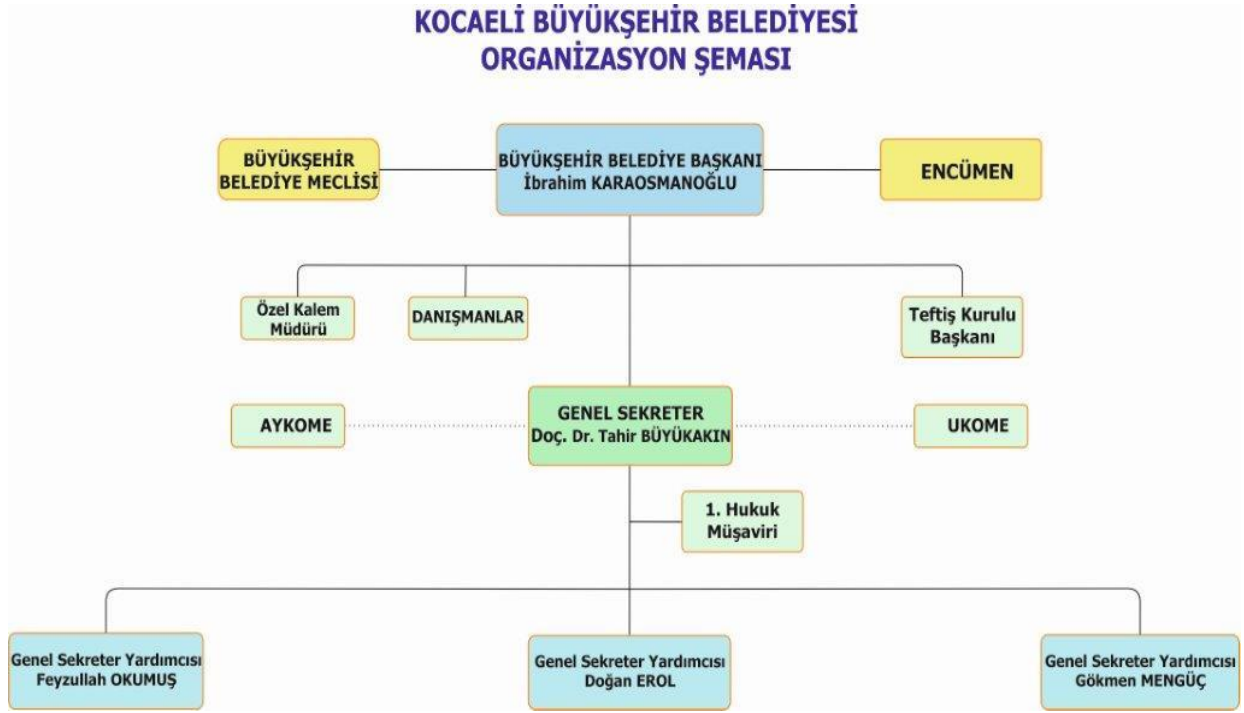 KOCAELİ BÜYÜKŞEHİR BELEDİYESİ
ORGANİZASYON ŞEMASI
BÜYÜKŞEHİR
BELEDİYE MECLİSİ
BÜYÜKŞEHİR BELEDİYE BAŞKANI
İbrahim KARAOSMANOĞLU
ENCÜMEN
Özel Kalem
Müdürü
DANIŞMANLAR
Teftiş Kurulu
Başkanı
AYKOME
GENEL SEKRETER
Doç. Dr. Tahir BÜYÜKAKIN
UKOME
1. Hukuk
Müşaviri
Genel Sekreter Yardımcısı
Feyzullah OKUMUŞ
Genel Sekreter Yardımcısı
Doğan EROL
Genel Sekreter Yardımcısı
Gökmen MENGÜÇ